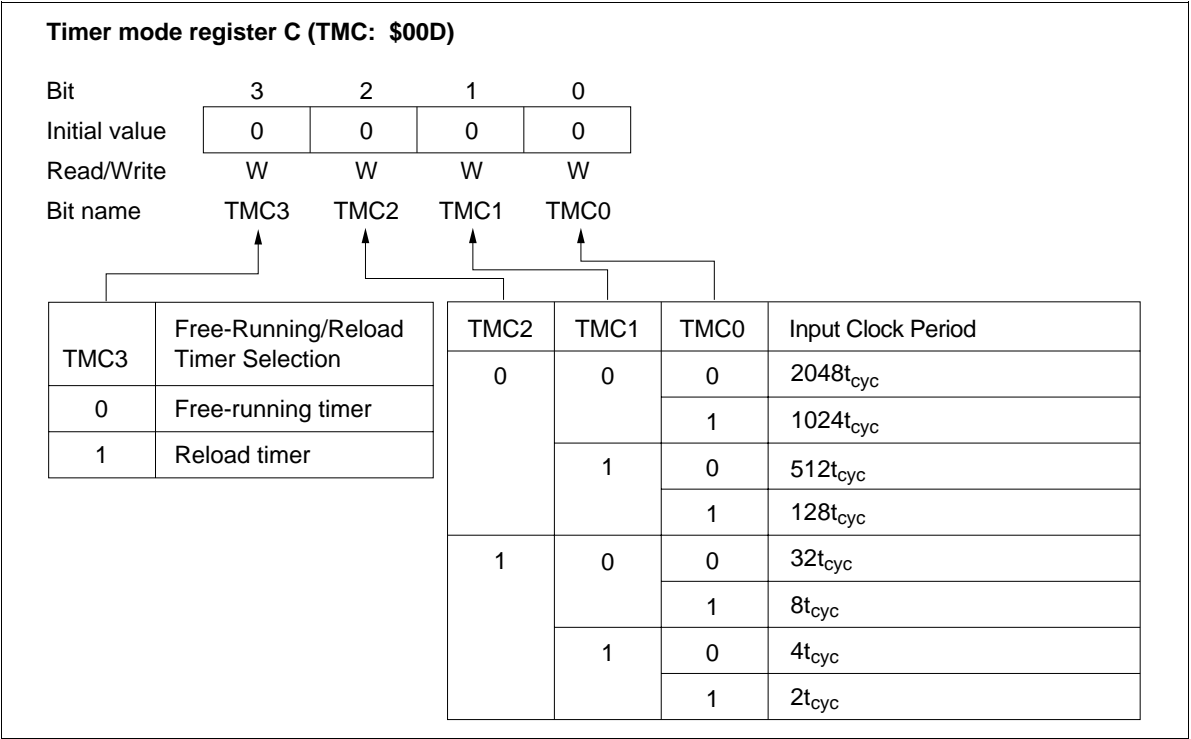 Timer mode register C (TMC: $00D)
Bit 3 2 1 0
Initial value 0 0 0 0
Read/Write W W W W
Bit name TMC3 TMC2 TMC1 TMC0
TMC3 Free-Running/Reload
Timer Selection
0 Free-running timer
1 Reload timer
TMC2 TMC1 TMC0 Input Clock Period
0 0 0 2048tcyc
1 1024tcyc
1 0 512tcyc
1 128tcyc
1 0 0 32tcyc
1 8tcyc
1 0 4tcyc
1 2tcyc